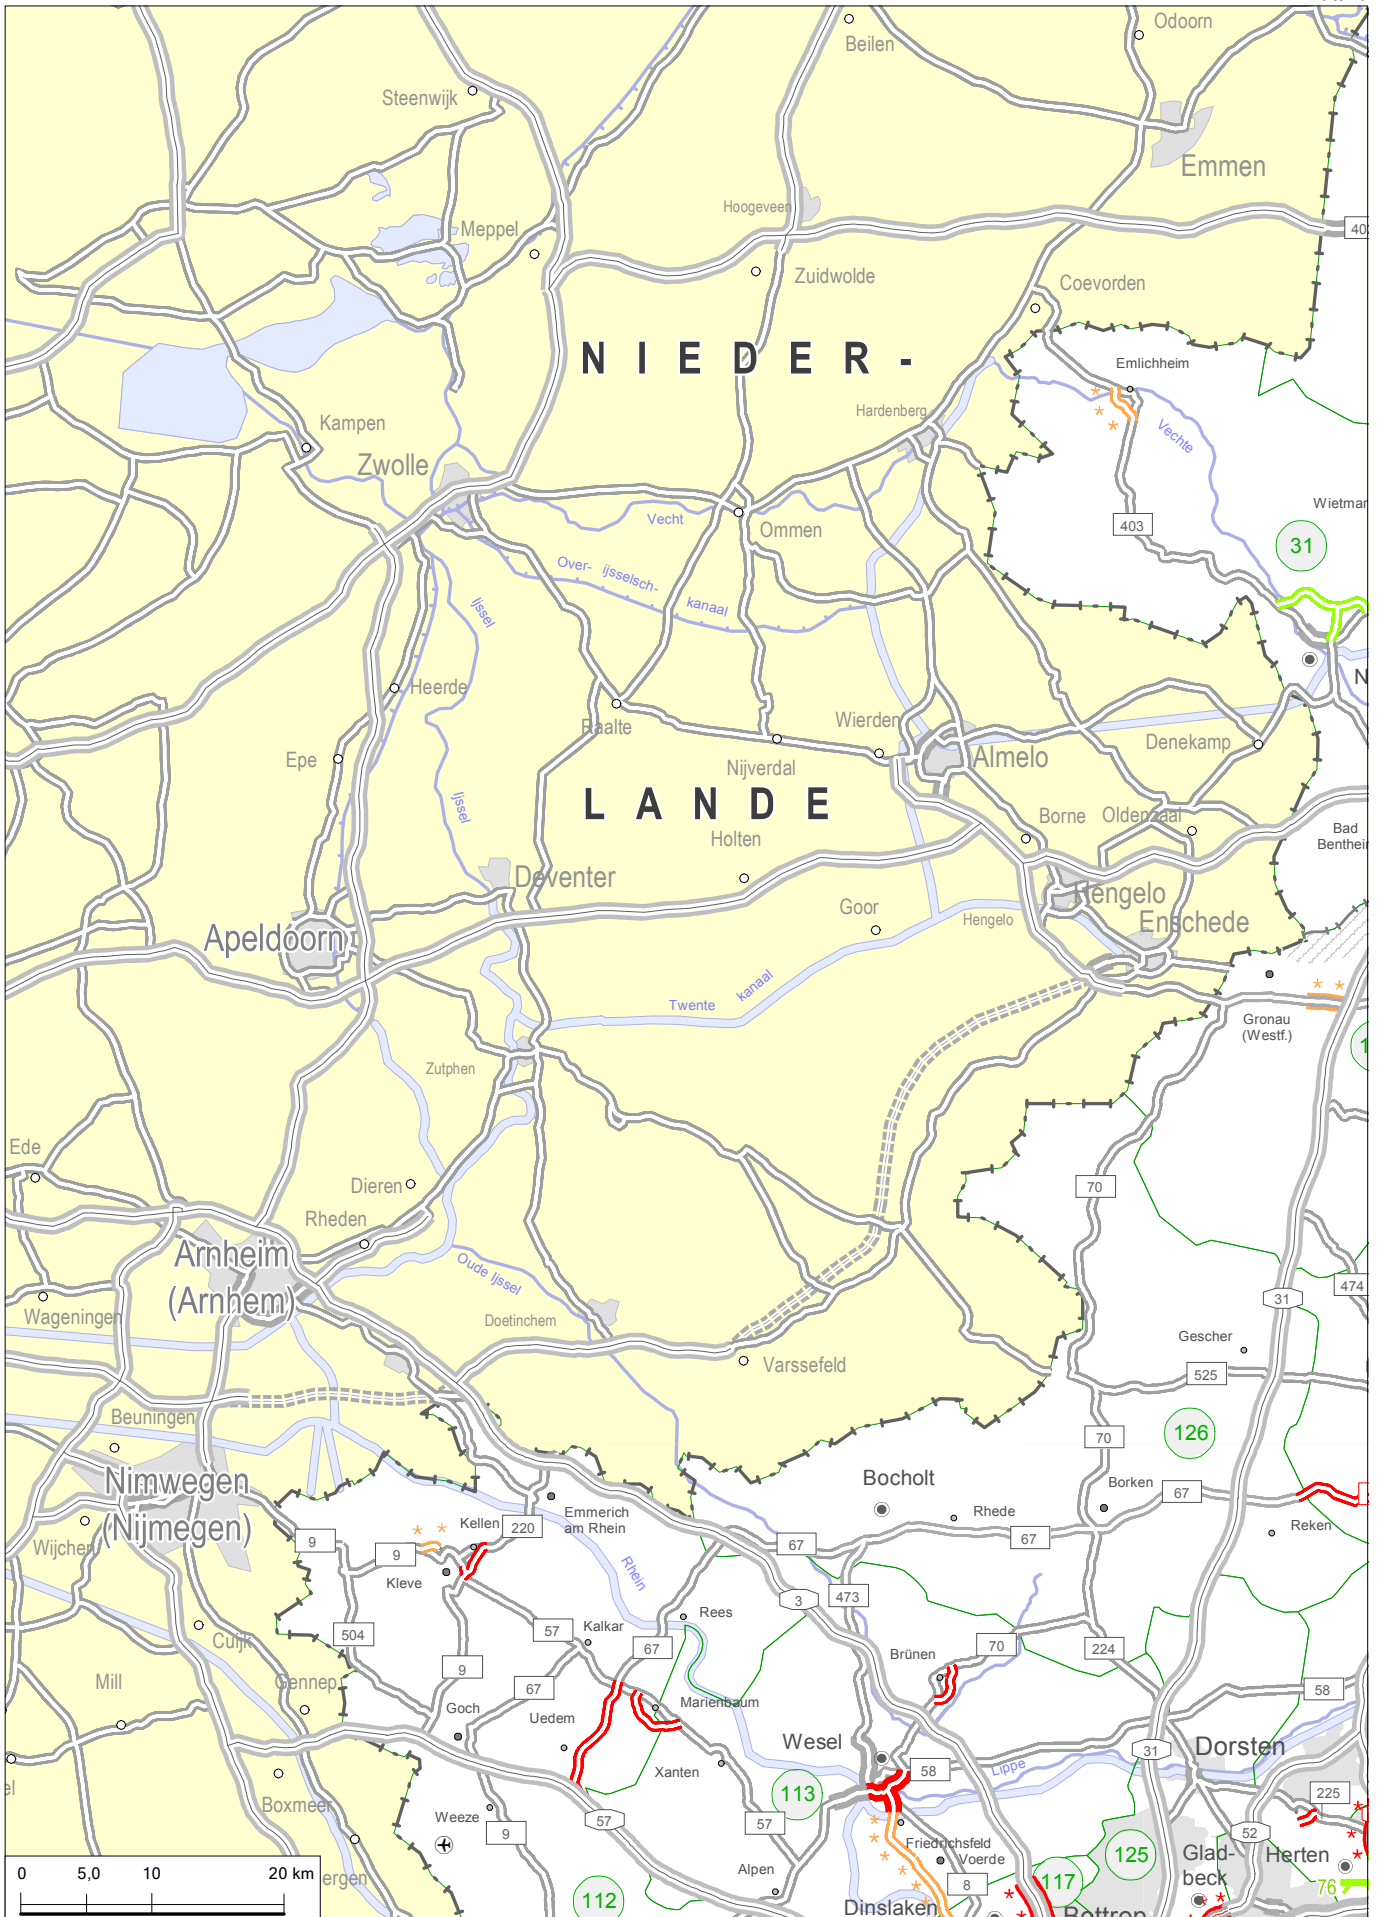 Odoorn
Beilen
Steenwijk
Emmen
Hoogeveen
Meppel
Zuidwolde
Coevorden
NIEDER-
Emlichheim
Hardenberg
Kampen
Vechte
Zwolle
Vecht
Ommen
403
31
Over- ijsselsch-
kanaal
Ijssel
Heerde
Raalte
Wierden
Denekamp
Epe
Nijverdal
Almelo
LANDE
Ijssel
Borne
Oldenzaal
Holten
Bad
Deventer
Hengelo
Goor
Hengelo
Enschede
Apeldoorn
Twente
kanaal
Gronau
(Westf.)
Zutphen
Ede
Dieren
70
Rheden
Arnheim
(Arnhem)
Oude Ijssel
31
474
Wageningen
Doetinchem
Gescher
Varssefeld
525
Beuningen
126
70
Nimwegen
(Nijmegen)
Bocholt
Borken
67
Emmerich
am Rhein
Rhede
Kellen
220
Reken
Wijchen
9
9
67
67
Kleve
Rhein
3
473
Rees
Kalkar
57
504
Cuijk
67
70
224
Brünen
Mill
Gennep
9
67
58
Goch
Uedem
Marienbaum
Wesel
31
Dorsten
Xanten
58
Lippe
113
225
Boxmeer
Weeze
57
57
9
52
Friedrichsfeld
Voerde
125
Glad-
beck
Herten
0 5,0 10 20 km
Alpen
8
117
76
112
Dinslaken
Bottrop